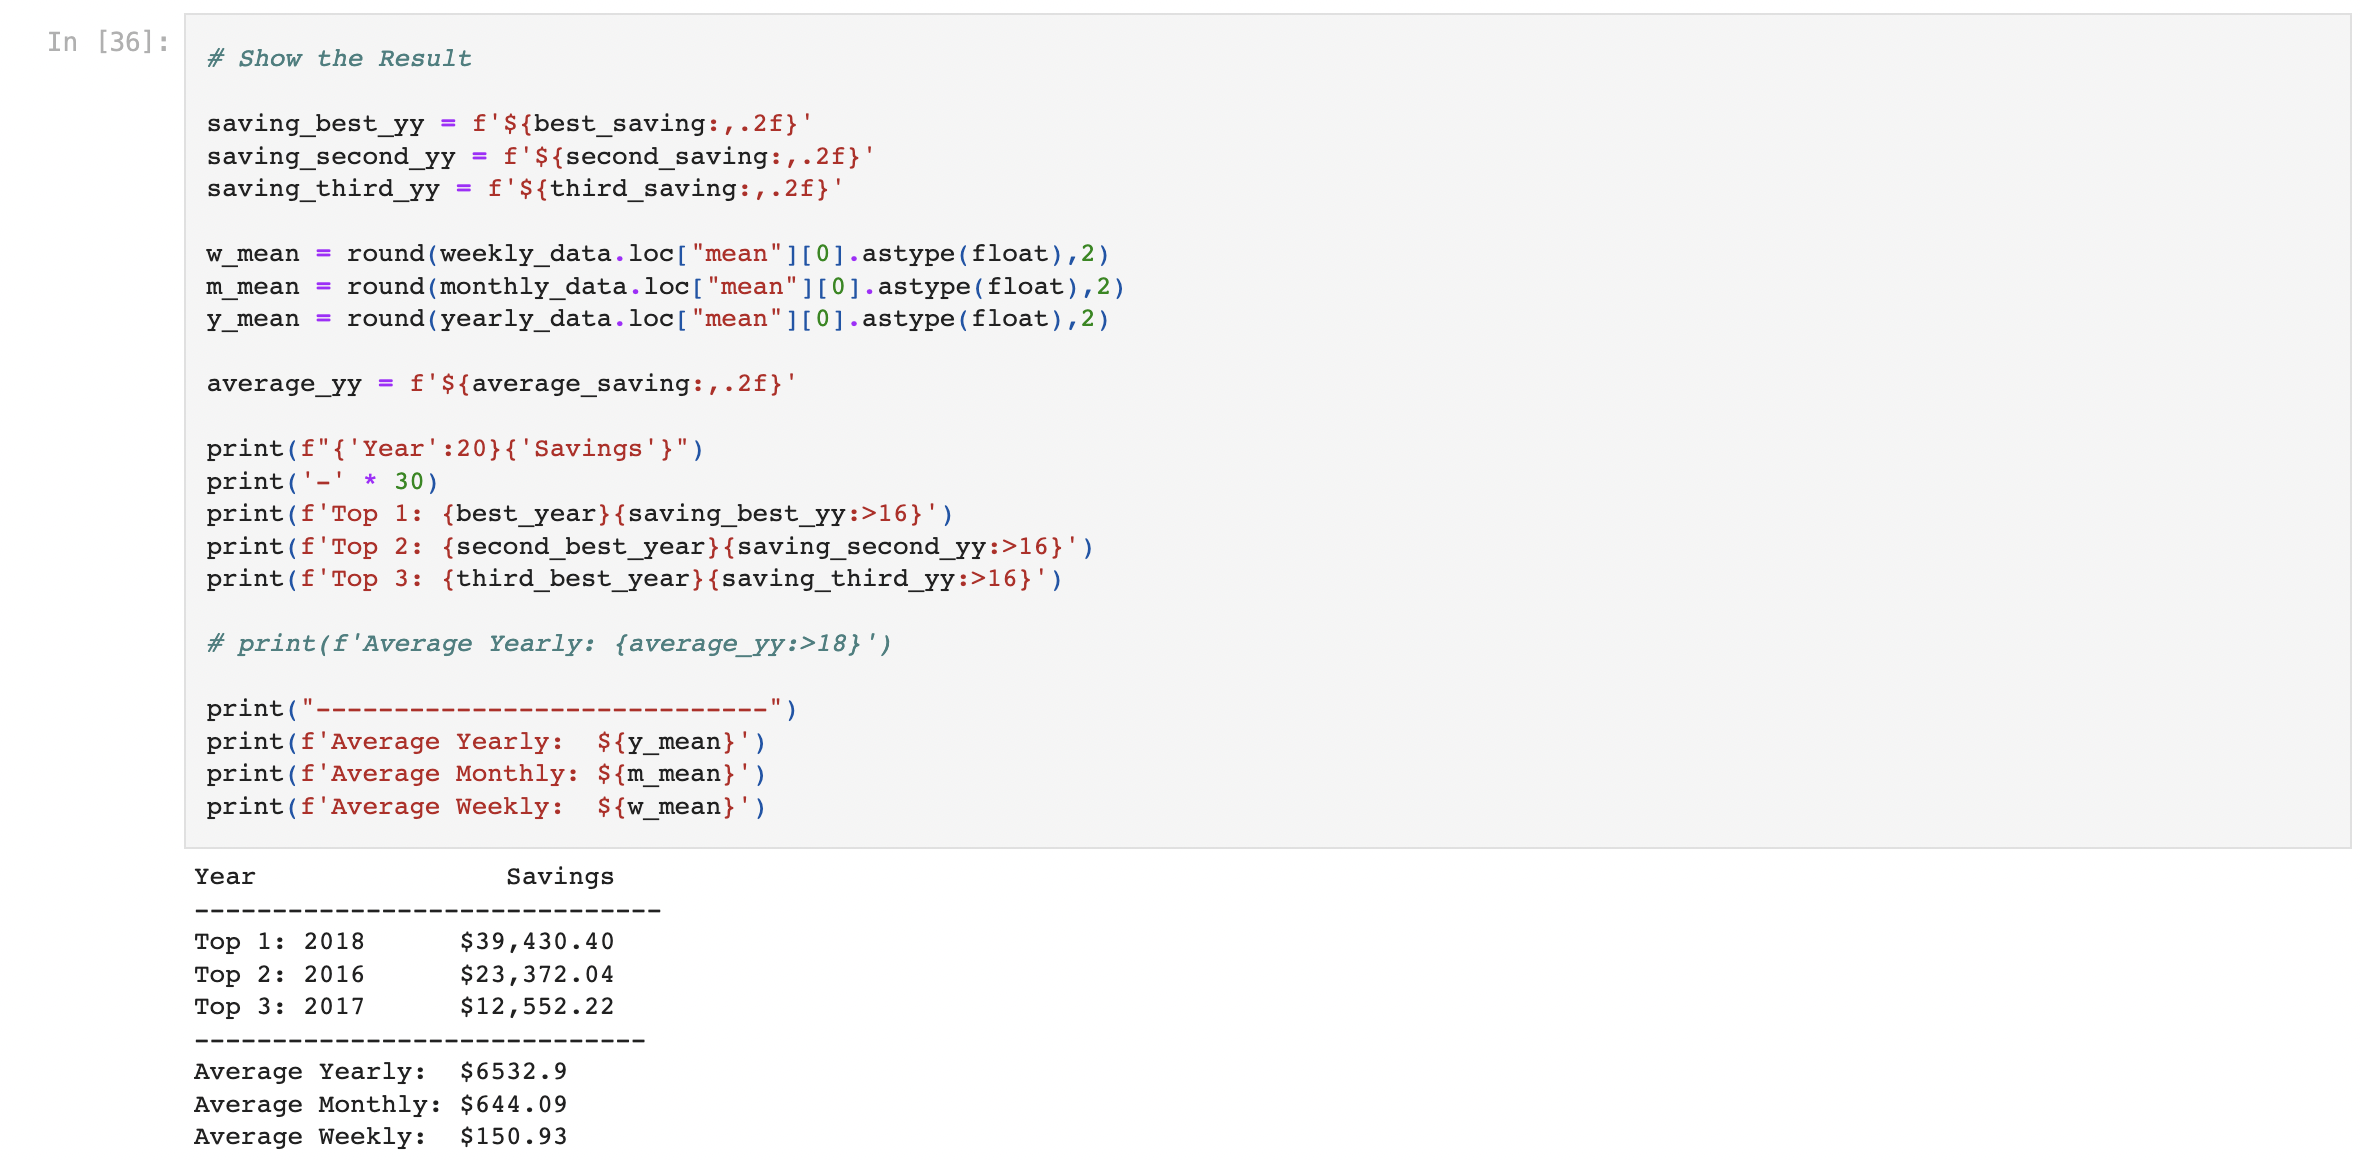 In [36]:
# Show the Result
saving_best_yy = f'${best_saving:,.2f}'
saving_second_yy = f'${second_saving:,.2f}'
saving_third_yy = f'${third_saving:,.2f}'
w_mean = round(weekly_data.loc["mean"][0].astype(float),2)
m_mean = round(monthly_data.loc["mean"][0].astype(float),2)
y_mean = round(yearly_data.loc["mean"][0].astype(float),2)
average_yy = f'${average_saving:,.2f}'
print(f"{'Year':20}{'Savings'}")
print('-' * 30)
print(f'Top 1: {best_year}{saving_best_yy:>16}')
print(f'Top 2: {second_best_year}{saving_second_yy:>16}')
print(f'Top 3: {third_best_year}{saving_third_yy:>16}')
# print(f'Average Yearly: {average_yy:>18}')
print("-----------------------------")
print(f'Average Yearly:  ${y_mean}')
print(f'Average Monthly: ${m_mean}')
print(f'Average Weekly:  ${w_mean}')
Year                Savings
------------------------------
Top 1: 2018      $39,430.40
Top 2: 2016      $23,372.04
Top 3: 2017      $12,552.22
-----------------------------
Average Yearly:  $6532.9
Average Monthly: $644.09
Average Weekly:  $150.93